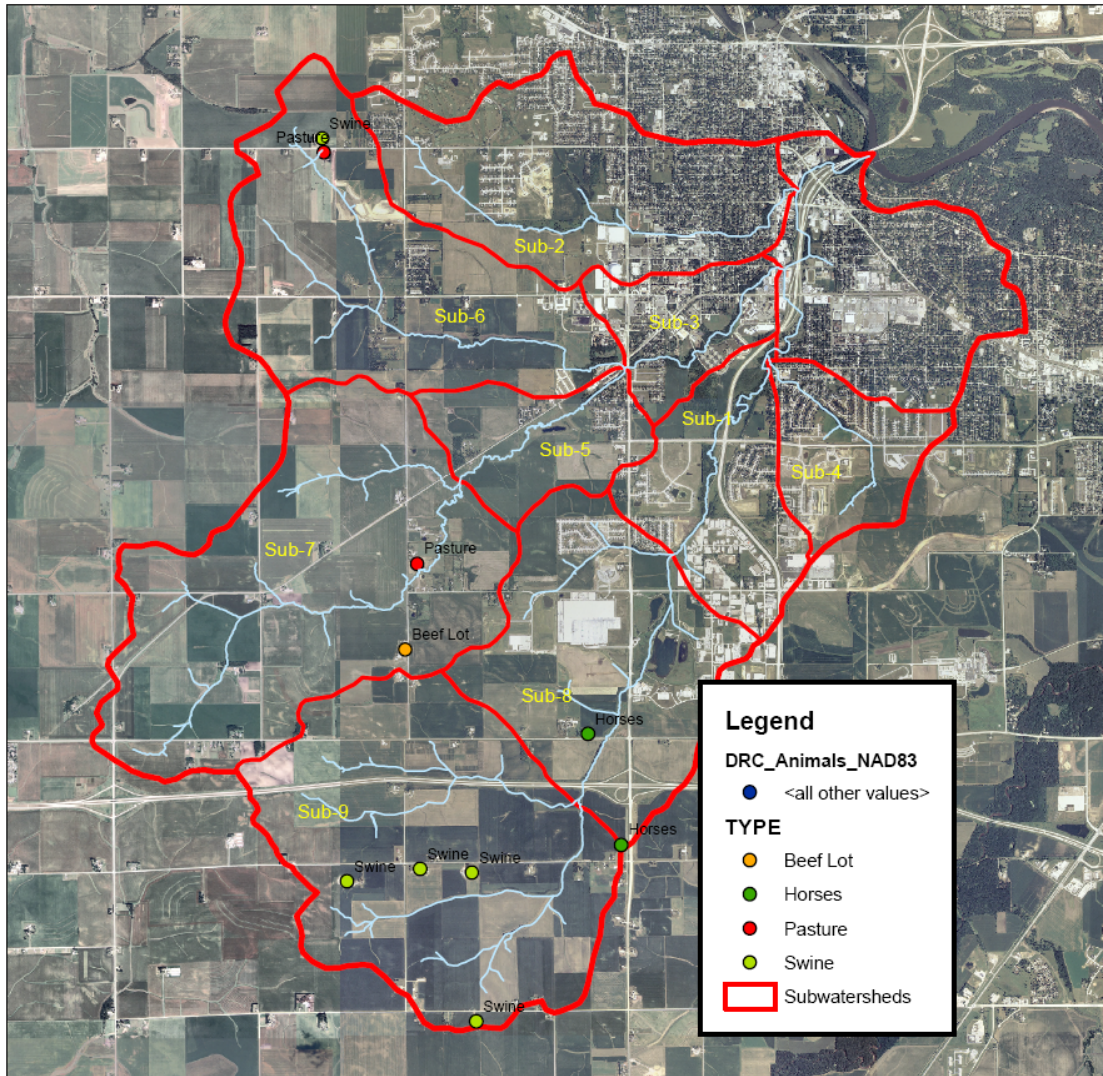 Swine
Pasture
Sub-2
Sub-6
Sub-3
Sub-1
Sub-5
Sub-4
Sub-7
Pasture
Beef Lot
Sub-8
Horses
Sub-9
Horses
Swine
Swine
Swine
Swine
Legend
DRC_Animals_NAD83
<all other values>
TYPE
Beef Lot
Horses
Pasture
Swine
Subwatersheds